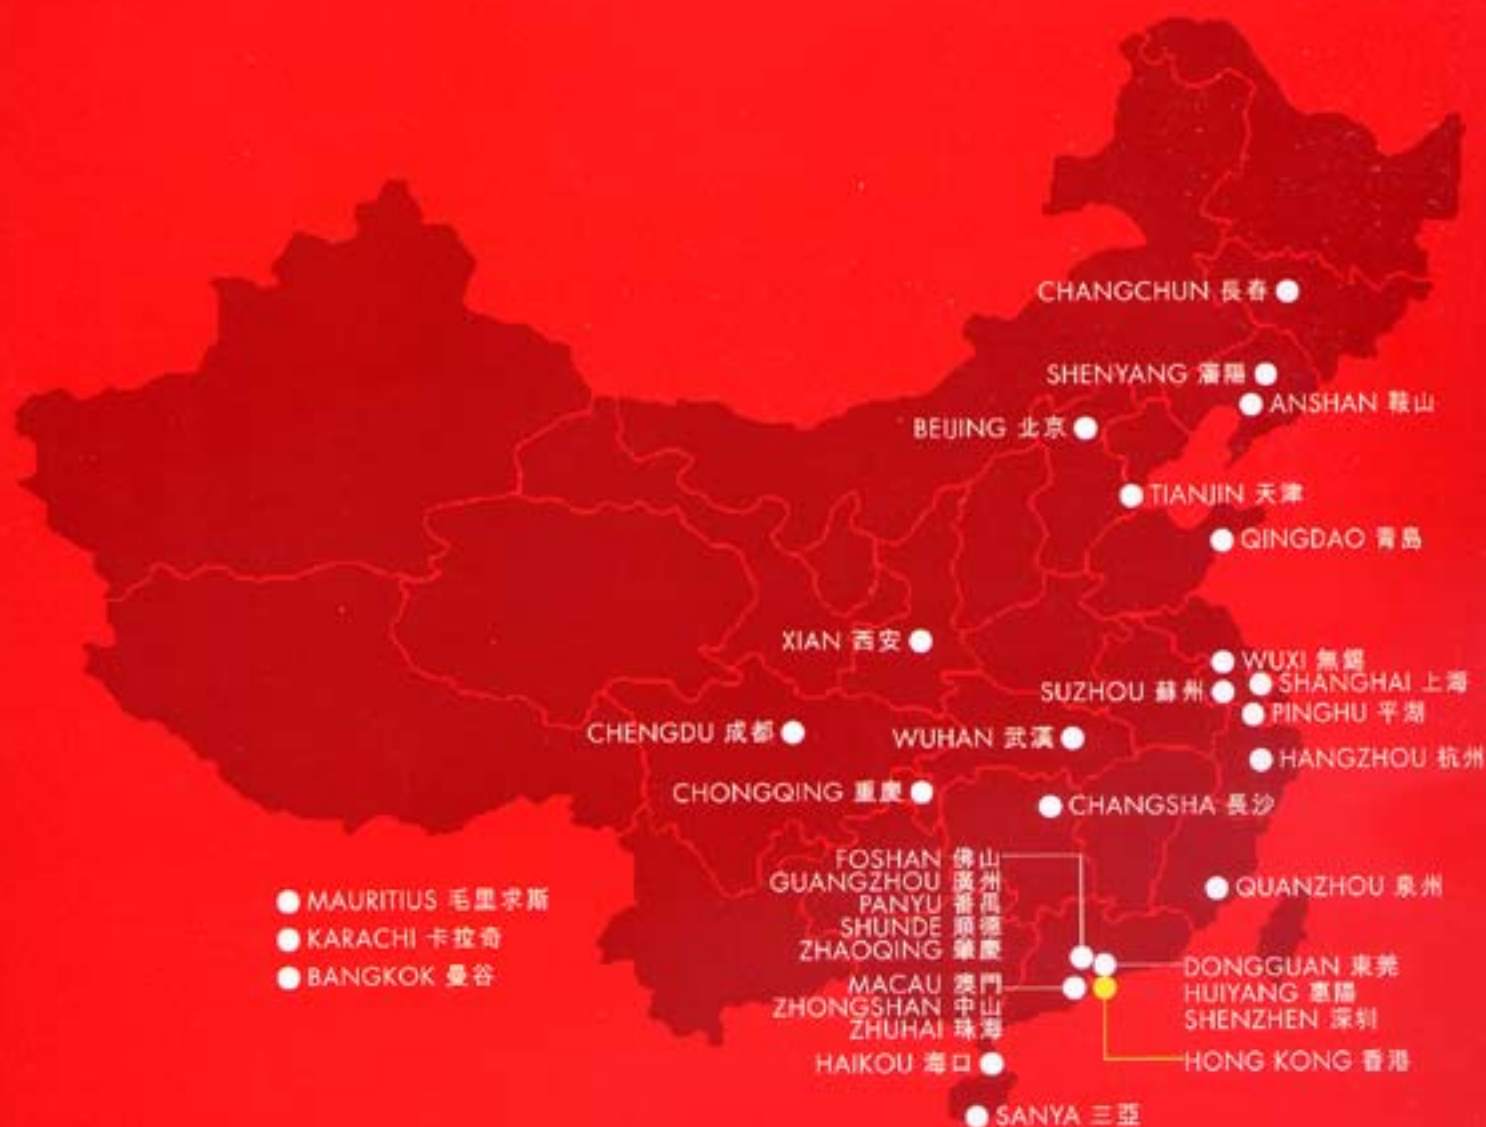 CHANGCHUN 長春
SHENYANG 瀋陽
ANSHAN 鞍山
BEIJING 北京
TIANJIN 天津
QINGDAO 青島
XIAN 西安
WUXI 無錫
SHANGHAI 上海
SUZHOU 蘇州
PINGHU 平湖
CHENGDU 成都
WUHAN 武漢
HANGZHOU 杭州
CHONGQING 重慶
CHANGSHA 長沙
FOSHAN 佛山
GUANGZHOU 廣州
PANYU 番禹
SHUNDE 順德
ZHAOQING 肇慶
QUANZHOU 泉州
MAURITIUS 毛里求斯
KARACHI 卡拉奇
BANGKOK 曼谷
MACAU 澳門
ZHONGSHAN 中山
ZHUHAI 珠海
DONGGUAN 東莞
HUIYANG 惠陽
SHENZHEN 深圳
HAIKOU 海口
HONG KONG 香港
SANYA 三亞